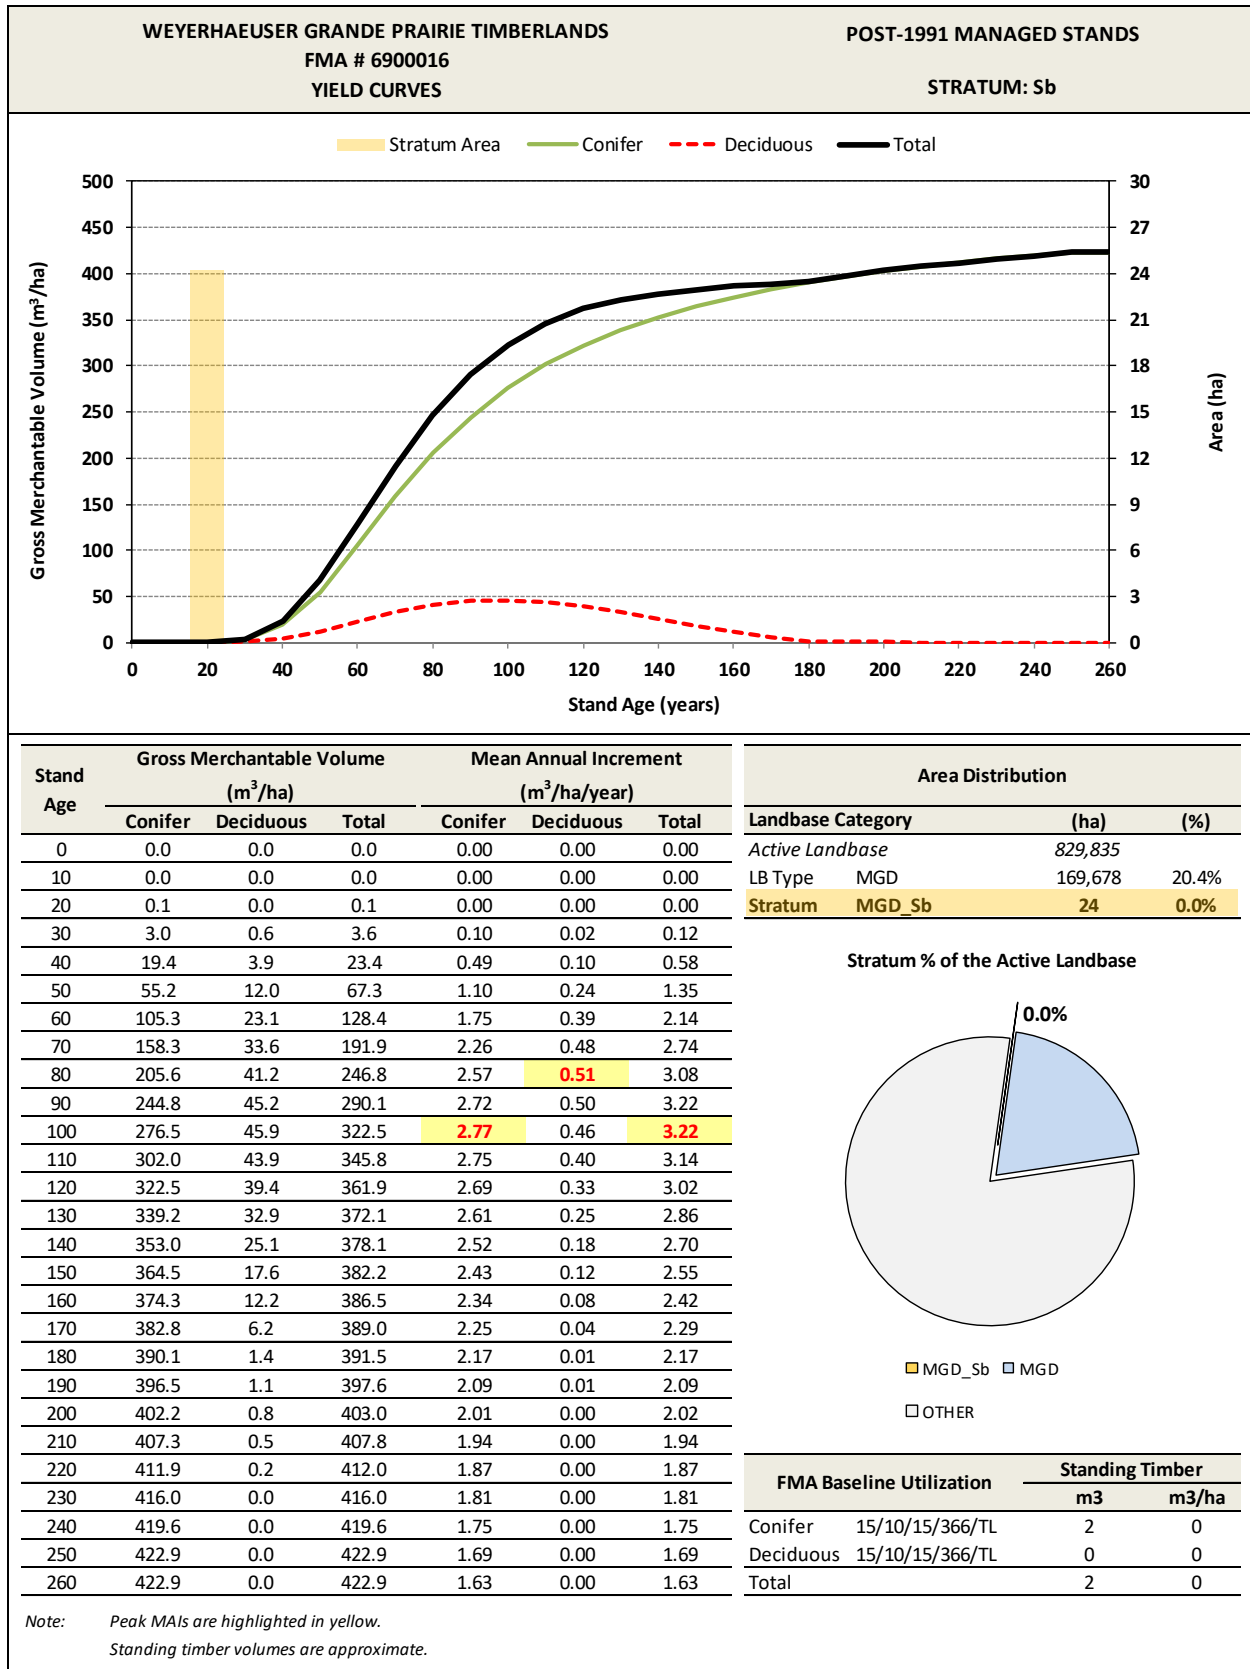 WEYERHAEUSER GRANDE PRAIRIE TIMBERLANDS
FMA # 6900016
YIELD CURVES
POST-1991 MANAGED STANDS
STRATUM: Sb
Stratum Area Conifer Deciduous Total
Gross Merchantable Volume (m³/ha)
500
450
400
350
300
250
200
150
100
50
0
30
27
24
21
18
15
12
9
6
3
0
Area (ha)
0 20 40 60 80 100 120 140 160 180 200 220 240 260
Stand Age (years)
Stand Age
Gross Merchantable Volume (m³/ha)
Mean Annual Increment (m³/ha/year)
Conifer Deciduous Total Conifer Deciduous Total
0 0.0 0.0 0.0 0.00 0.00 0.00
10 0.0 0.0 0.0 0.00 0.00 0.00
20 0.1 0.0 0.1 0.00 0.00 0.00
30 3.0 0.6 3.6 0.10 0.02 0.12
40 19.4 3.9 23.4 0.49 0.10 0.58
50 55.2 12.0 67.3 1.10 0.24 1.35
60 105.3 23.1 128.4 1.75 0.39 2.14
70 158.3 33.6 191.9 2.26 0.48 2.74
80 205.6 41.2 246.8 2.57 0.51 3.08
90 244.8 45.2 290.1 2.72 0.50 3.22
100 276.5 45.9 322.5 2.77 0.46 3.22
110 302.0 43.9 345.8 2.75 0.40 3.14
120 322.5 39.4 361.9 2.69 0.33 3.02
130 339.2 32.9 372.1 2.61 0.25 2.86
140 353.0 25.1 378.1 2.52 0.18 2.70
150 364.5 17.6 382.2 2.43 0.12 2.55
160 374.3 12.2 386.5 2.34 0.08 2.42
170 382.8 6.2 389.0 2.25 0.04 2.29
180 390.1 1.4 391.5 2.17 0.01 2.17
190 396.5 1.1 397.6 2.09 0.01 2.09
200 402.2 0.8 403.0 2.01 0.00 2.02
210 407.3 0.5 407.8 1.94 0.00 1.94
220 411.9 0.2 412.0 1.87 0.00 1.87
230 416.0 0.0 416.0 1.81 0.00 1.81
240 419.6 0.0 419.6 1.75 0.00 1.75
250 422.9 0.0 422.9 1.69 0.00 1.69
260 422.9 0.0 422.9 1.63 0.00 1.63
Area Distribution
Landbase Category (ha) (%)
Active Landbase 829,835
LB Type MGD 169,678 20.4%
Stratum MGD_Sb 24 0.0%
Stratum % of the Active Landbase
0.0%
MGD_Sb MGD
OTHER
FMA Baseline Utilization
Standing Timber
m3 m3/ha
Conifer 15/10/15/366/TL 2 0
Deciduous 15/10/15/366/TL 0 0
Total 2 0
Note: Peak MAIs are highlighted in yellow.
Standing timber volumes are approximate.